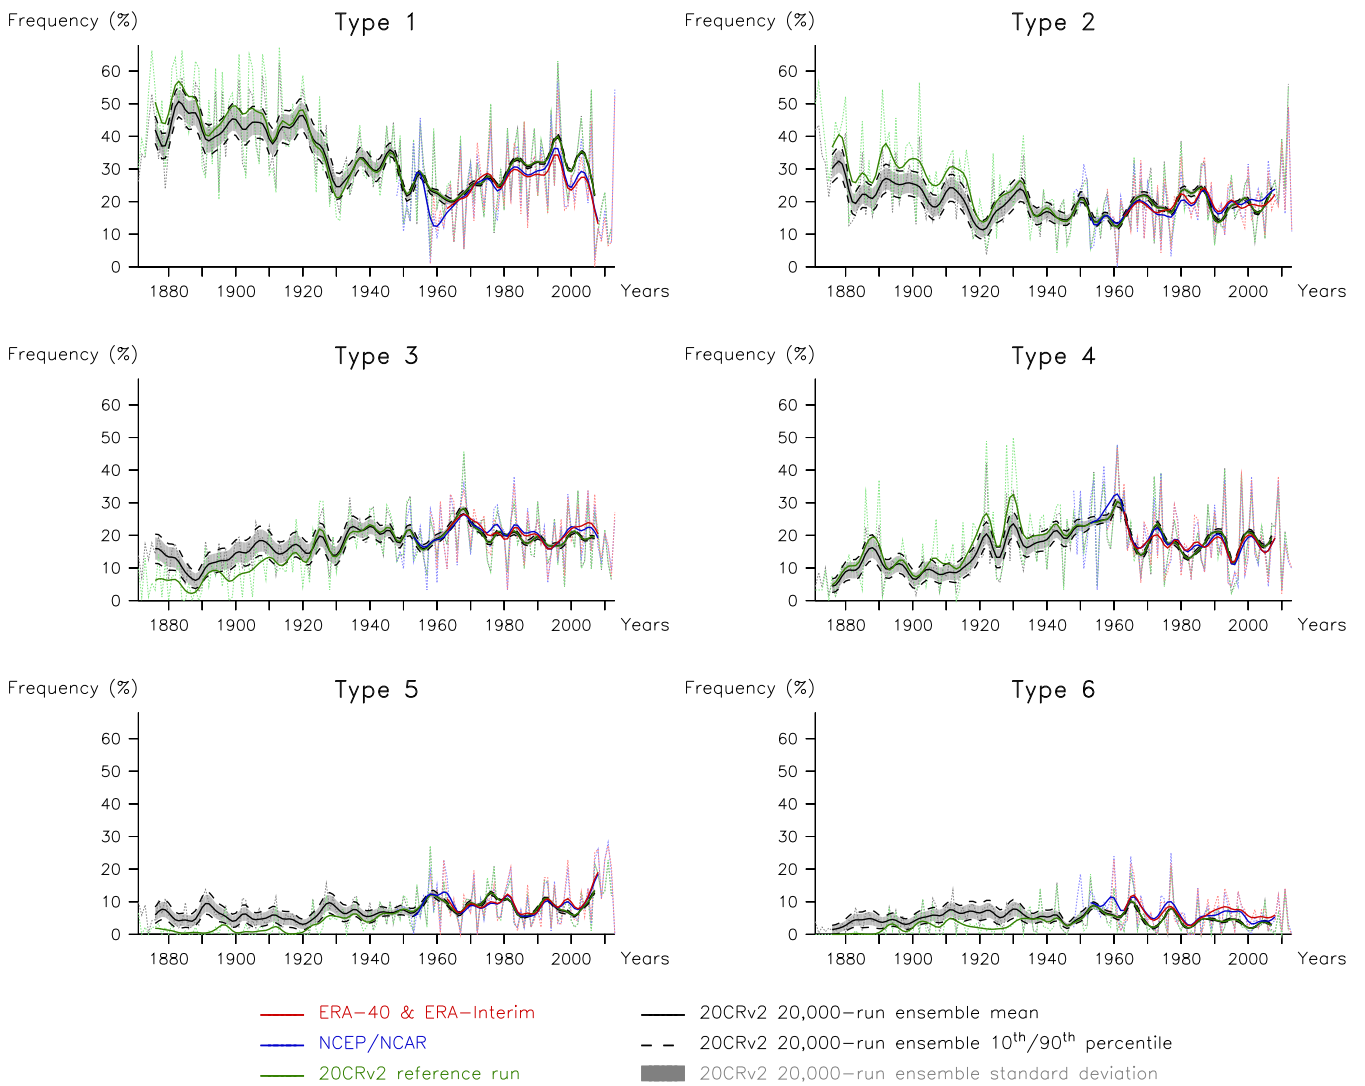 Frequency (%) Type 1 Frequency (%) Type 2
60 60
50 50
40 40
30 30
20 20
10 10
0 0
1880 1900 1920 1940 1960 1980 2000 Years 1880 1900 1920 1940 1960 1980 2000 Years
Frequency (%) Type 3 Frequency (%) Type 4
60 60
50 50
40 40
30 30
20 20
10 10
0 0
1880 1900 1920 1940 1960 1980 2000 Years 1880 1900 1920 1940 1960 1980 2000 Years
Frequency (%) Type 5 Frequency (%) Type 6
60 60
50 50
40 40
30 30
20 20
10 10
0 0
1880 1900 1920 1940 1960 1980 2000 Years 1880 1900 1920 1940 1960 1980 2000 Years
ERA-40 & ERA-Interim 20CRv2 20,000-run ensemble mean
NCEP/NCAR 20CRv2 20,000-run ensemble 10th/90th percentile
20CRv2 reference run 20CRv2 20,000-run ensemble standard deviation